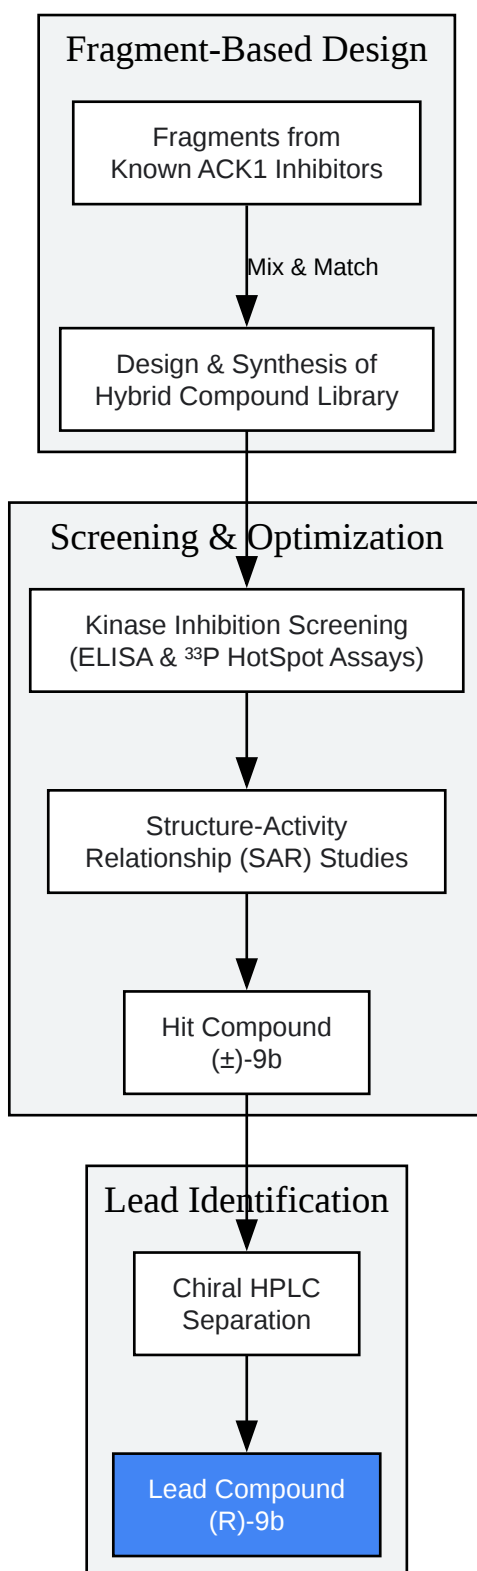 Fragment-Based Design
Fragments from
Known ACK1 Inhibitors
Mix & Match
Design & Synthesis of
Hybrid Compound Library
Screening & Optimization
Kinase Inhibition Screening
(ELISA & ³³P HotSpot Assays)
Structure-Activity
Relationship (SAR) Studies
Hit Compound
(±)-9b
Lead Identification
Chiral HPLC
Separation
Lead Compound
(R)-9b